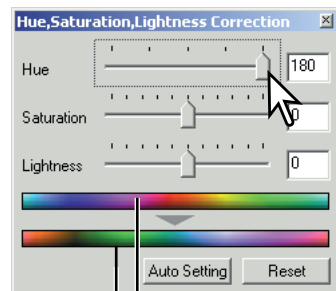 Hue,Saturation,Lightness Correction
Hue 180
Saturation 0
Lightness 0
Auto Setting Reset